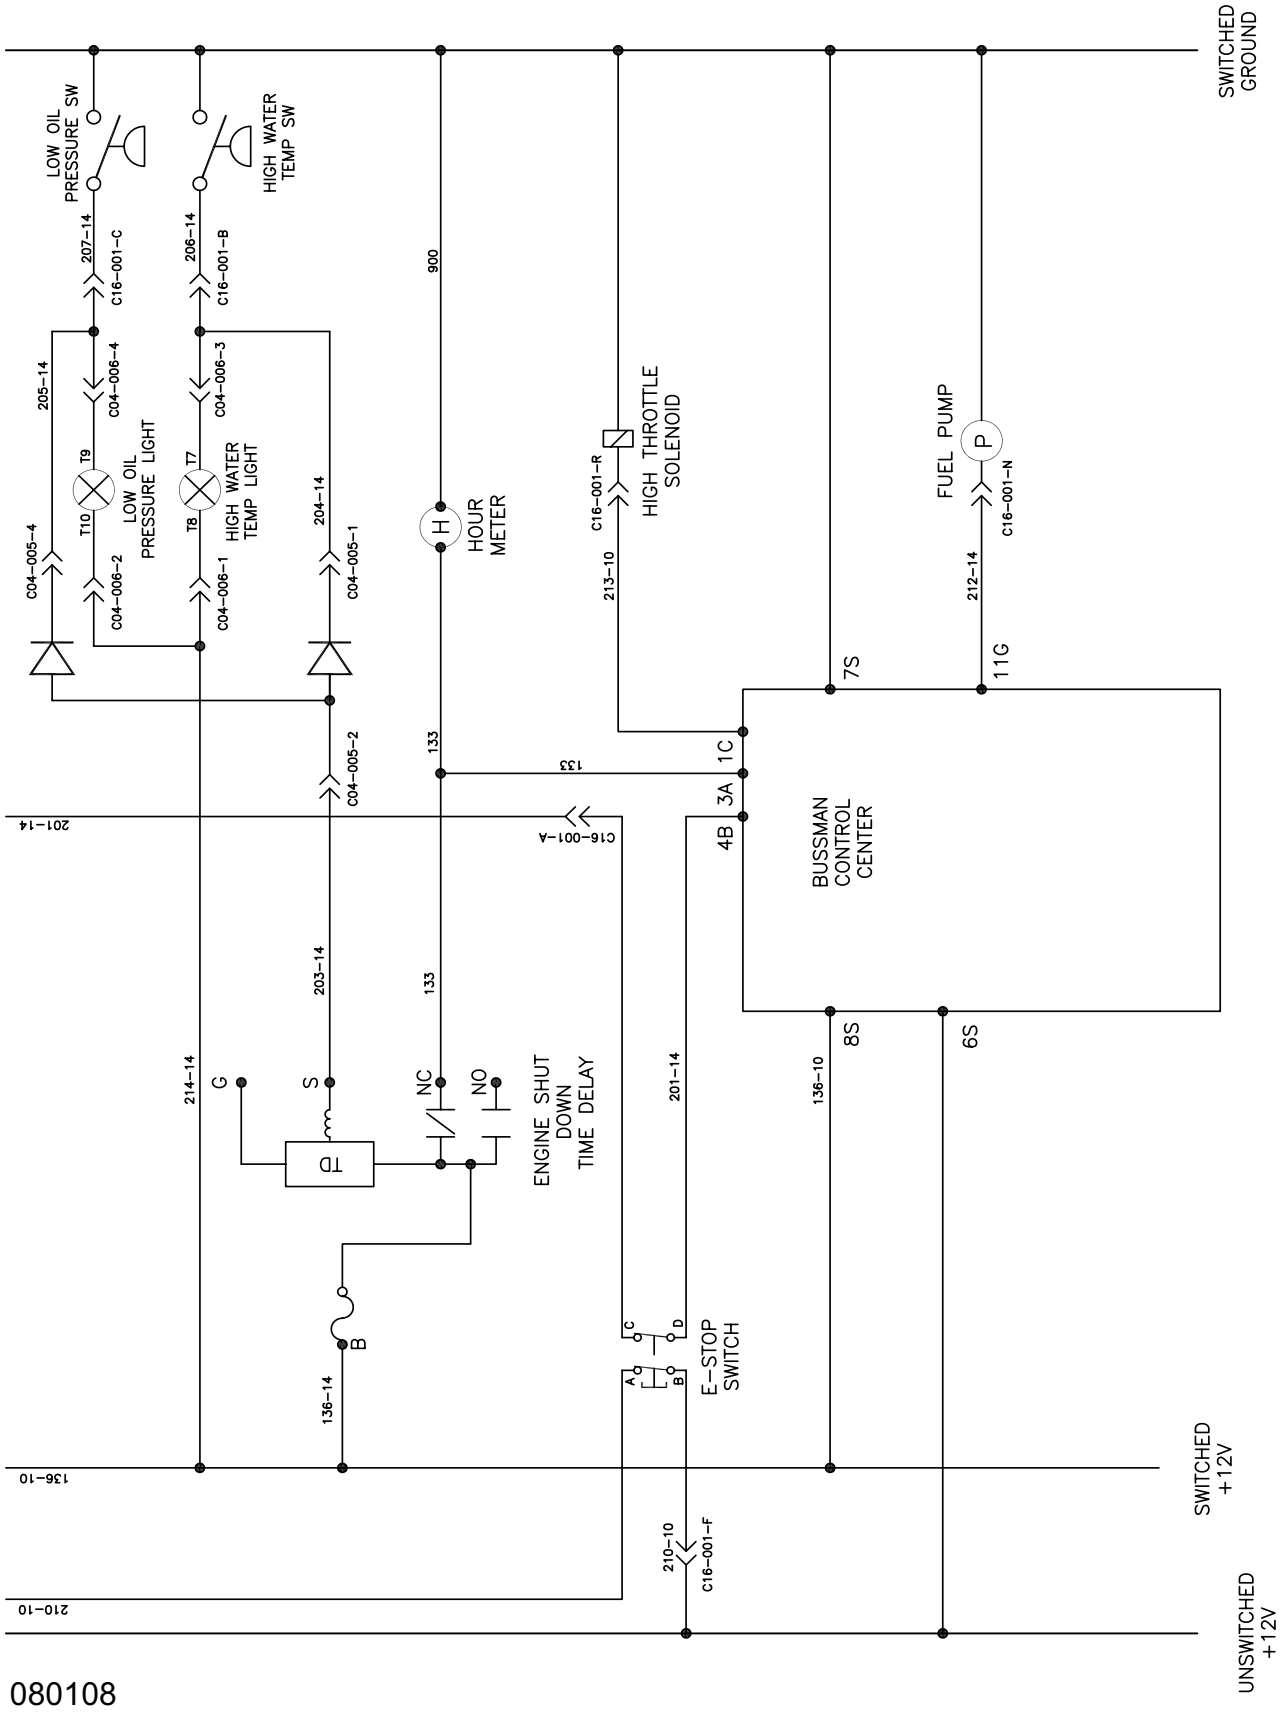 SWITCHED
GROUND
LOW OIL
PRESSURE SW
HIGH WATER
TEMP SW
207-14
C16-001-C
206-14
C16-001-B
900
205-14
C04-006-4
C04-006-3
T9
T10
LOW OIL
PRESSURE LIGHT
T7
T8
HIGH WATER
TEMP LIGHT
204-14
C04-005-4
C04-006-2
C04-006-1
C04-005-1
H
HOUR
METER
C16-001-R
HIGH THROTTLE
SOLENOID
213-10
FUEL PUMP
P
C16-001-N
212-14
7S
11G
133
133
1C
3A
4B
C04-005-2
201-14
C16-001-A
BUSSMAN
CONTROL
CENTER
203-14
133
214-14
G
S
NC
NO
TD
ENGINE SHUT
DOWN
TIME DELAY
201-14
136-10
8S
6S
B
136-14
C
D
A
B
E-STOP
SWITCH
136-10
SWITCHED
+12V
210-10
C16-001-F
210-10
UNSWITCHED
+12V
080108